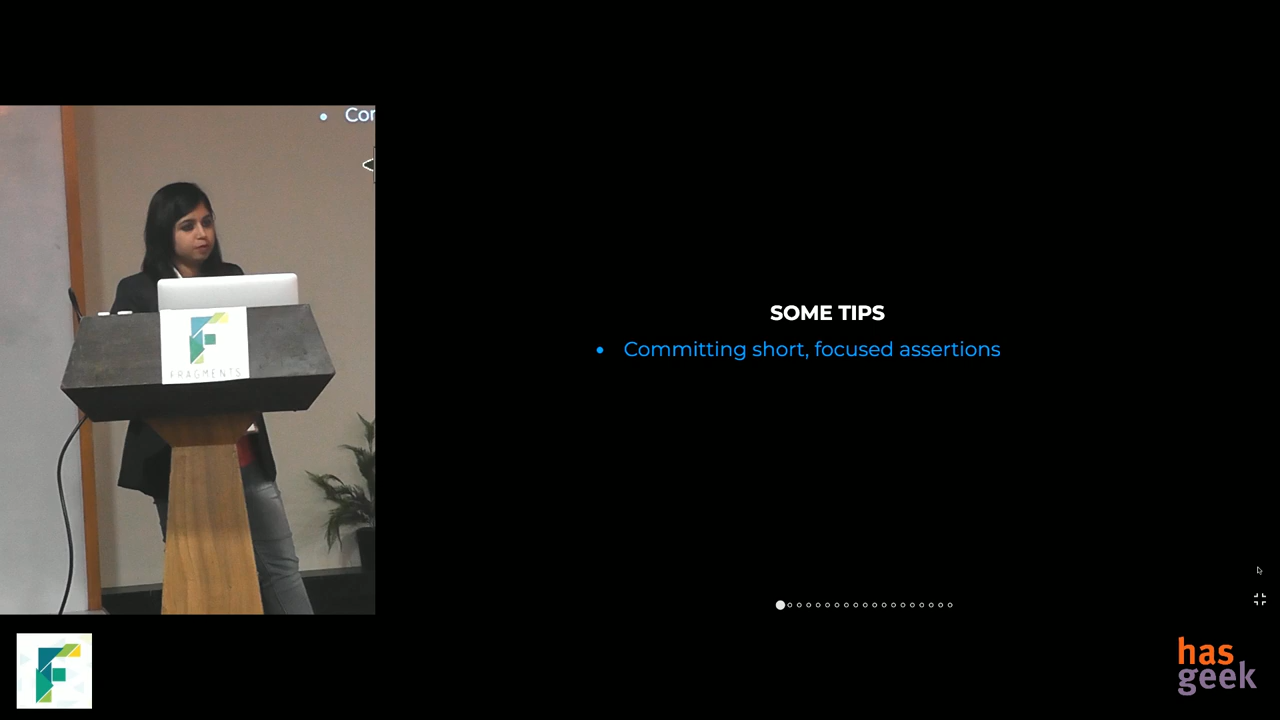 Cor
FRAGMENTS
SOME TIPS
• Committing short, focused assertions
has
geek